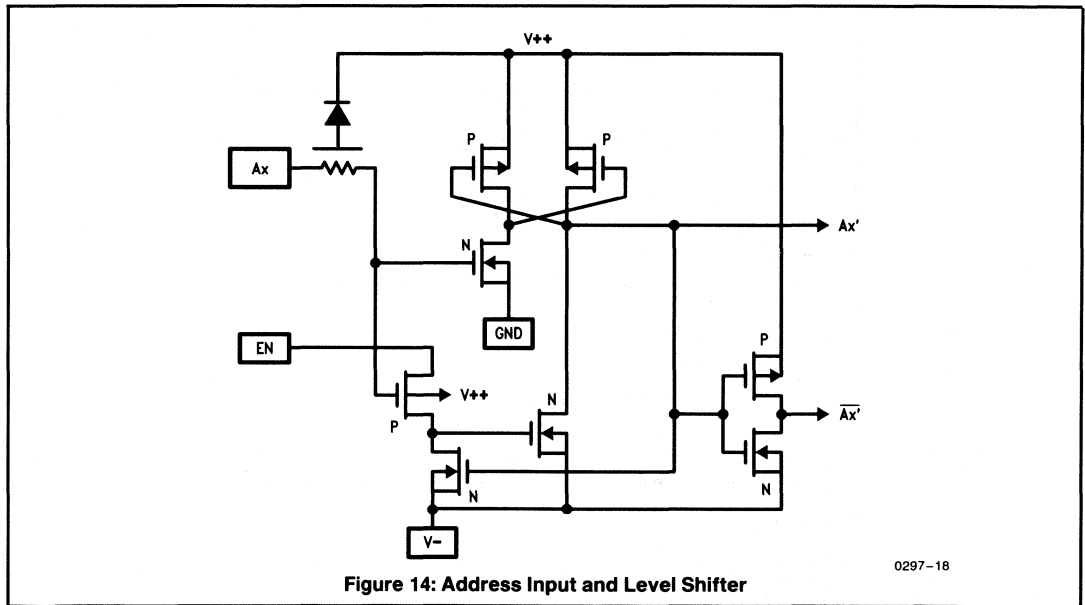 V++
P
P
Ax
Ax'
N
GND
EN
P
N
V++
Ax'
P
N
N
V-
0297-18
Figure 14: Address Input and Level Shifter